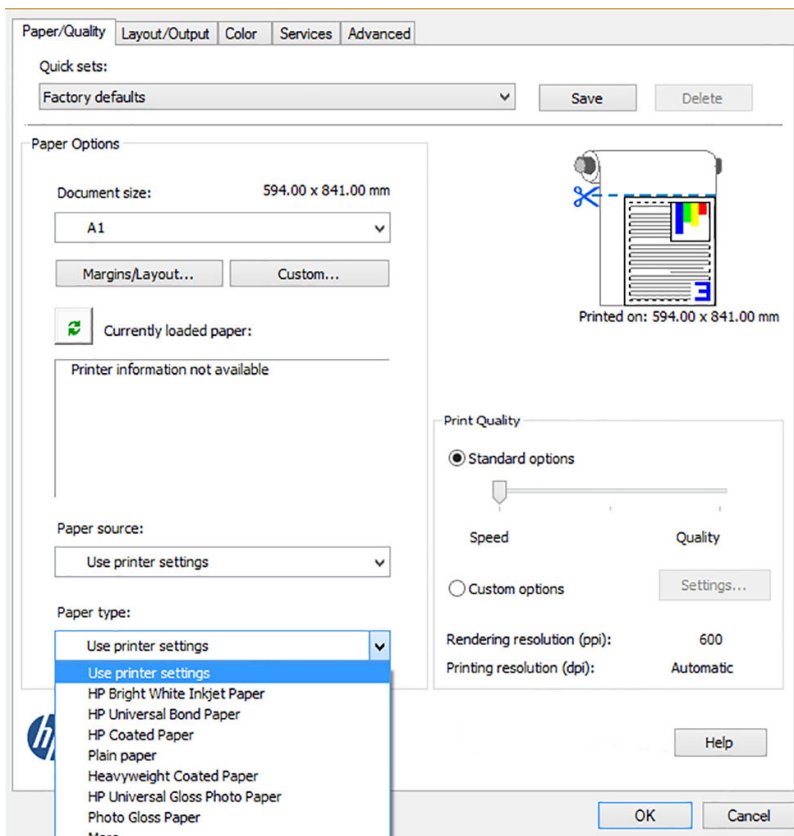 Paper/Quality Layout/Output Color Services Advanced
Quick sets:
Factory defaults
Save
Delete
Paper Options
Document size: 594.00 x 841.00 mm
A1
Margins/Layout...
Custom...
Currently loaded paper:
Printer information not available
Paper source:
Use printer settings
Paper type:
Use printer settings
Use printer settings
HP Bright White Inkjet Paper
HP Universal Bond Paper
HP Coated Paper
Plain paper
Heavyweight Coated Paper
HP Universal Gloss Photo Paper
Photo Gloss Paper
3
Printed on: 594.00 x 841.00 mm
Print Quality
Standard options
Speed Quality
Custom options
Settings...
Rendering resolution (ppi): 600
Printing resolution (dpi): Automatic
Help
OK
Cancel